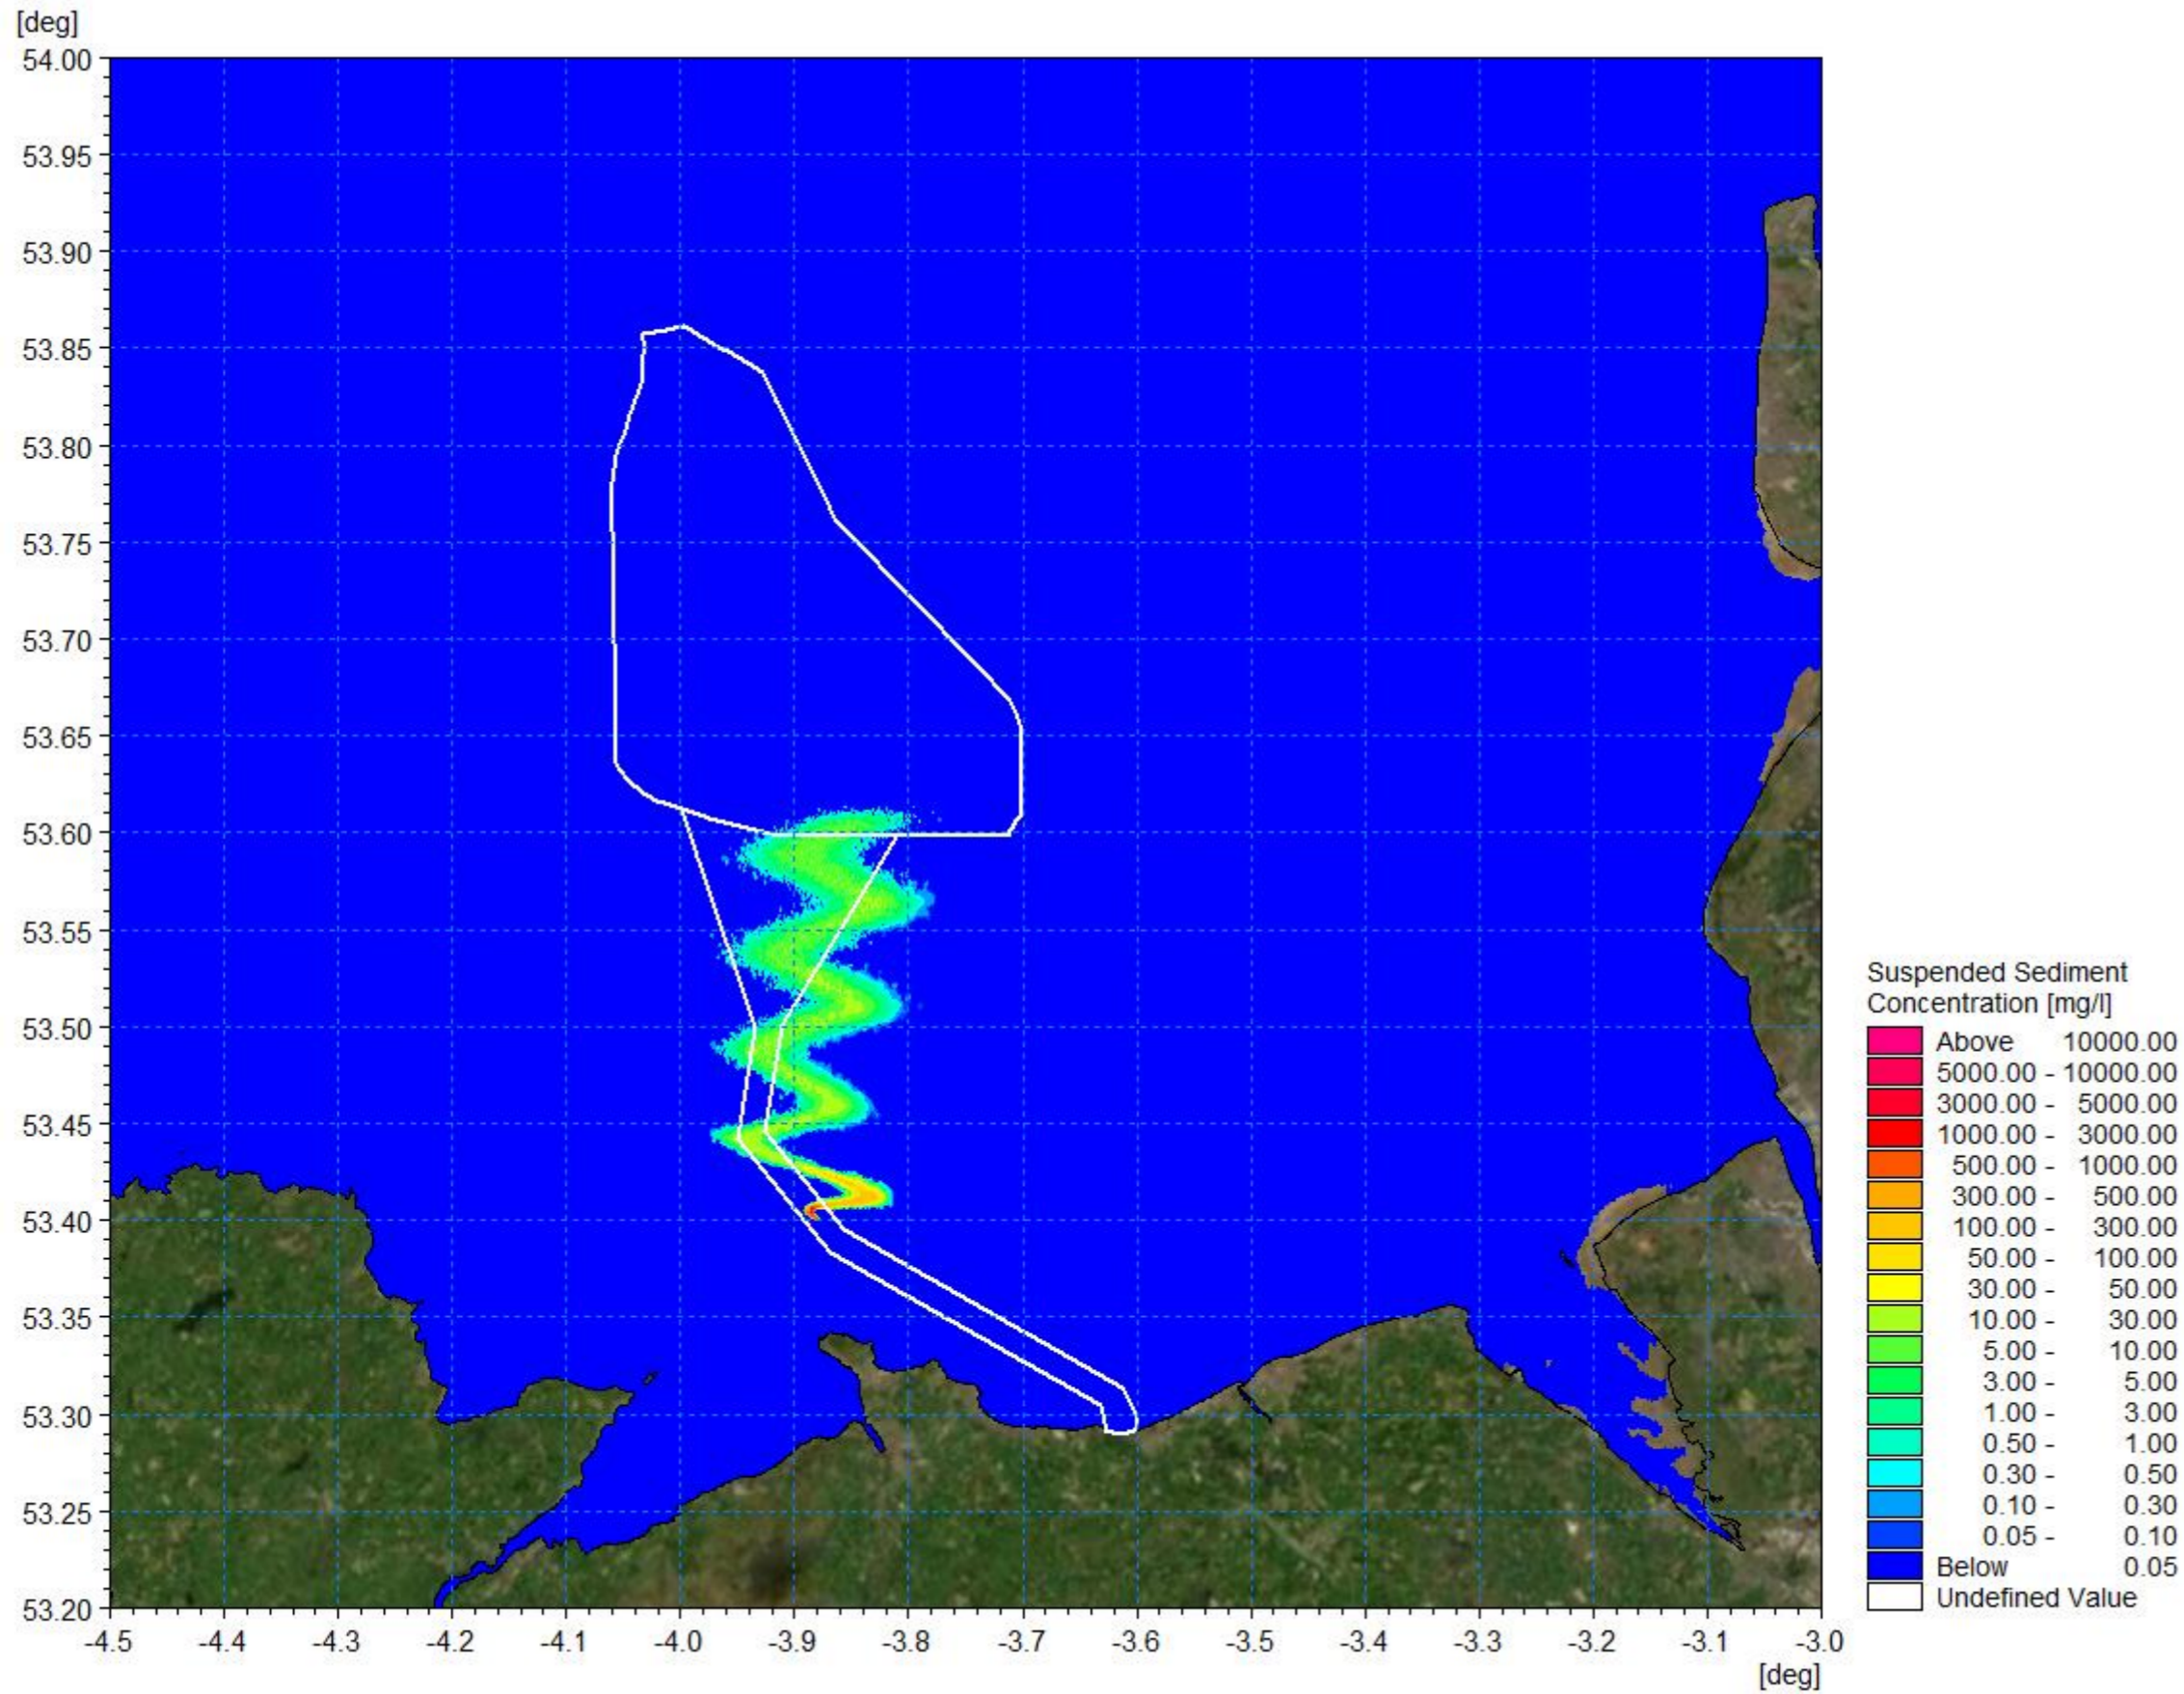 [deg]
54.00
53.95
53.90
53.85
53.80
53.75
53.70
53.65
53.60
53.55
53.50
53.45
53.40
53.35
53.30
53.25
53.20
-4.5 -4.4 -4.3 -4.2 -4.1 -4.0 -3.9 -3.8 -3.7 -3.6 -3.5 -3.4 -3.3 -3.2 -3.1 -3.0
[deg]
Suspended Sediment
Concentration [mg/l]
Above 10000.00
5000.00 - 10000.00
3000.00 - 5000.00
1000.00 - 3000.00
500.00 - 1000.00
300.00 - 500.00
100.00 - 300.00
50.00 - 100.00
30.00 - 50.00
10.00 - 30.00
5.00 - 10.00
3.00 - 5.00
1.00 - 3.00
0.50 - 1.00
0.30 - 0.50
0.10 - 0.30
0.05 - 0.10
Below 0.05
Undefined Value